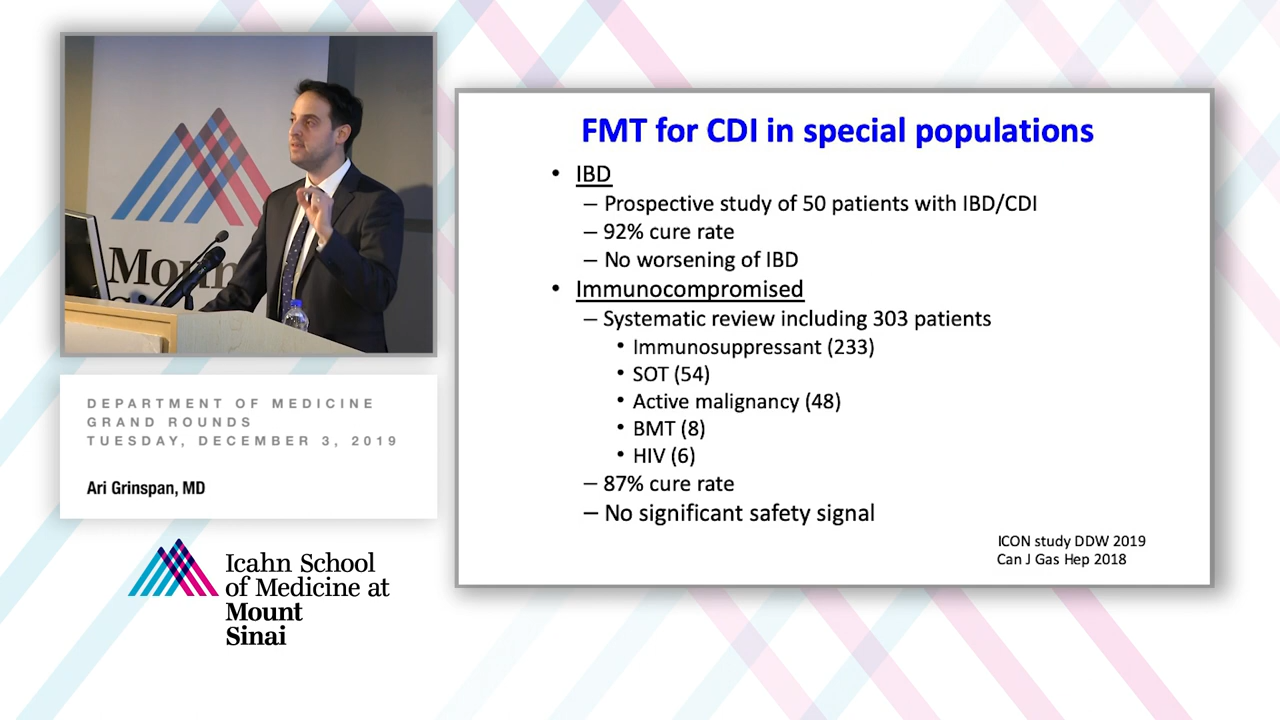 Mount
Sinai
DEPARTMENT OF MEDICINE
GRAND ROUNDS
TUESDAY, DECEMBER 3, 2019
Ari Grinspan, MD
Icahn School
of Medicine at
Mount
Sinai
FMT for CDI in special populations
• IBD
– Prospective study of 50 patients with IBD/CDI
– 92% cure rate
– No worsening of IBD
• Immunocompromised
– Systematic review including 303 patients
• Immunosuppressant (233)
• SOT (54)
• Active malignancy (48)
• BMT (8)
• HIV (6)
– 87% cure rate
– No significant safety signal
ICON study DDW 2019
Can J Gas Hep 2018